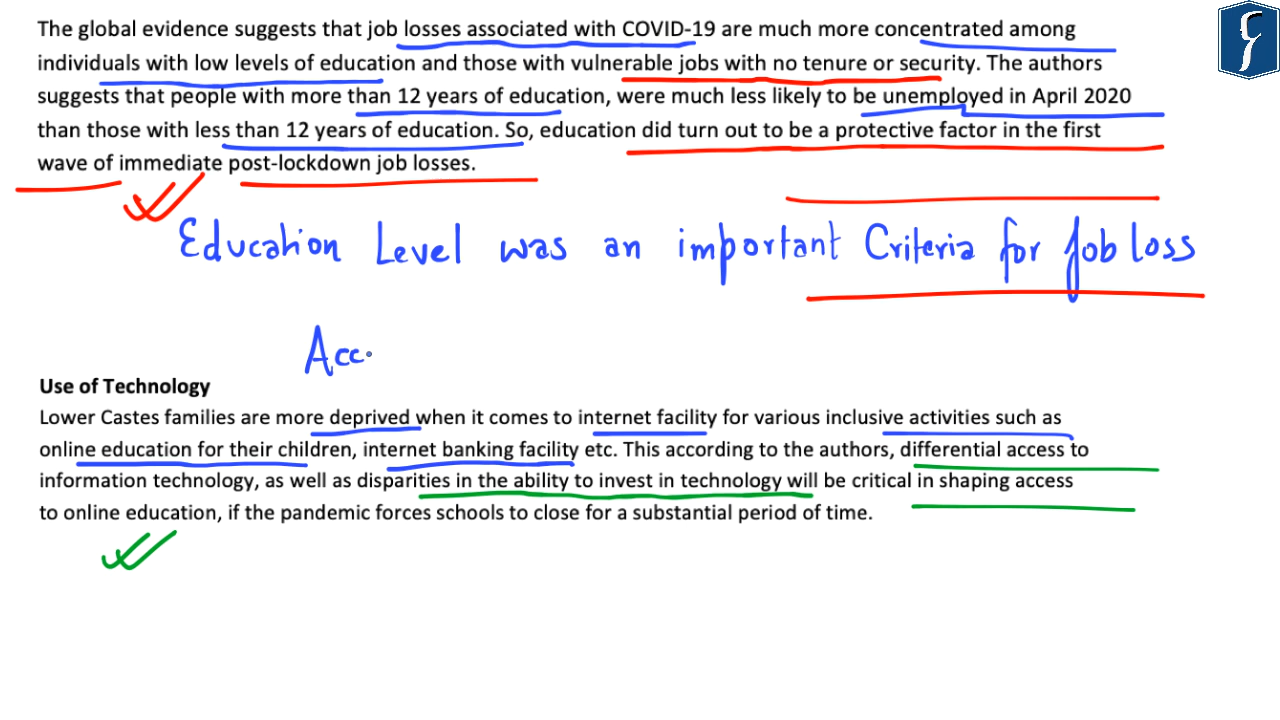 The global evidence suggests that job losses associated with COVID-19 are much more concentrated among
individuals with low levels of education and those with vulnerable jobs with no tenure or security. The authors
suggests that people with more than 12 years of education, were much less likely to be unemployed in April 2020
than those with less than 12 years of education. So, education did turn out to be a protective factor in the first
wave of immediate post-lockdown job losses.
Education Level was an important Criteria for Job loss
Acc
Use of Technology
Lower Castes families are more deprived when it comes to internet facility for various inclusive activities such as
online education for their children, internet banking facility etc. This according to the authors, differential access to
information technology, as well as disparities in the ability to invest in technology will be critical in shaping access
to online education, if the pandemic forces schools to close for a substantial period of time.